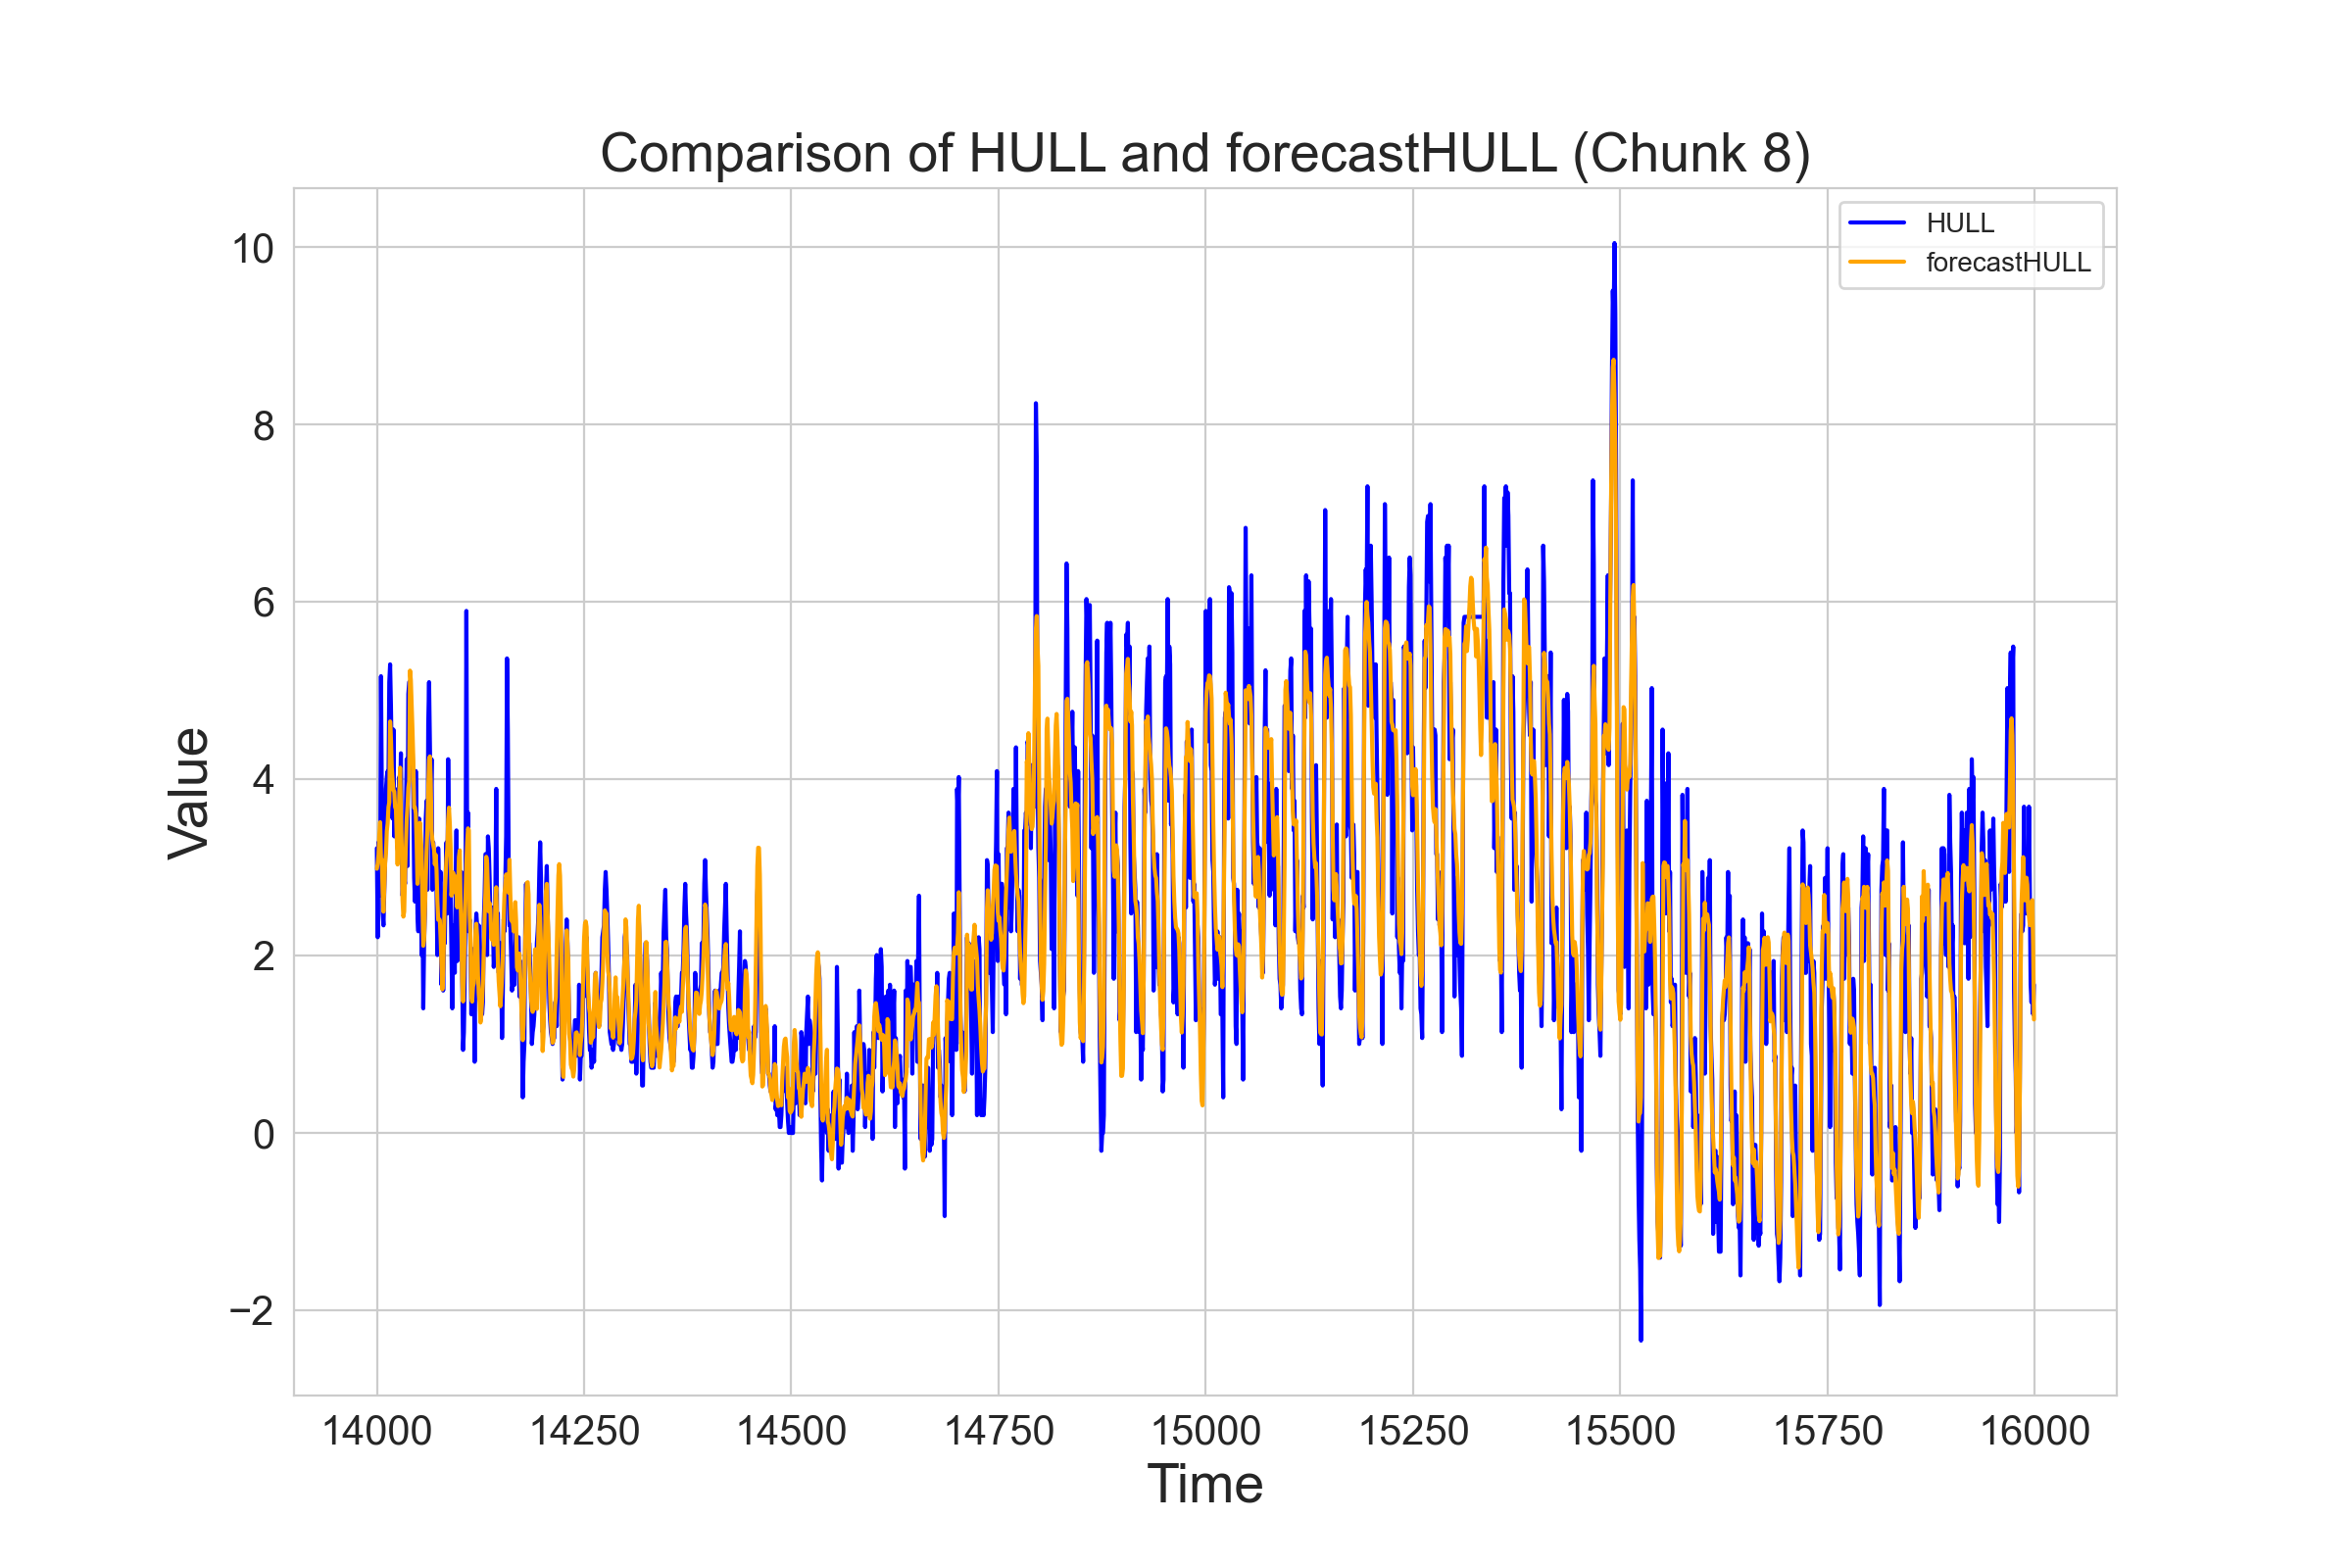 Comparison of HULL and forecastHULL (Chunk 8)
HULL
forecastHULL
10
8
6
4
2
0
−2
Value
14000 14250 14500 14750 15000 15250 15500 15750 16000
Time